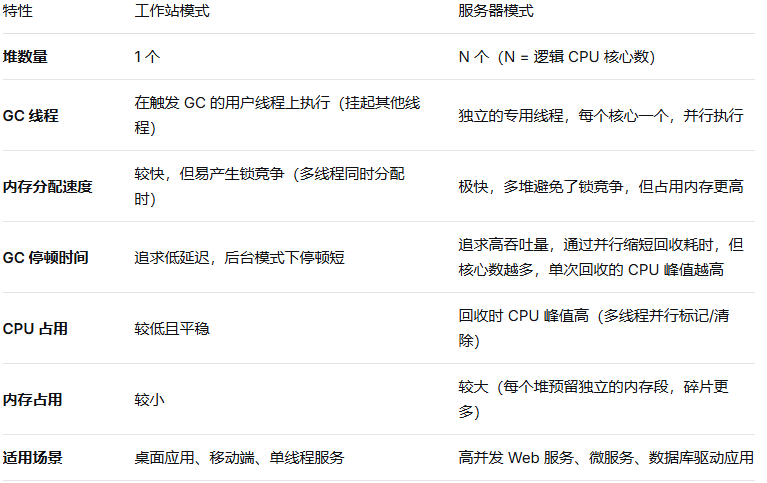 特性 工作站模式 服务器模式
堆数量 1 个 N 个（N = 逻辑 CPU 核心数）
GC 线程 在触发 GC 的用户线程上执行（挂起其他线
程） 独立的专用线程，每个核心一个，并行执行
内存分配速度 较快，但易产生锁竞争（多线程同时分配
时） 极快，多堆避免了锁竞争，但占用内存更高
GC 停顿时间 追求低延迟，后台模式下停顿短 追求高吞吐量，通过并行缩短回收耗时，但
核心数越多，单次回收的 CPU 峰值越高
CPU 占用 较低且平稳 回收时 CPU 峰值高（多线程并行标记/清
除）
内存占用 较小 较大（每个堆预留独立的内存段，碎片更
多）
适用场景 桌面应用、移动端、单线程服务 高并发 Web 服务、微服务、数据库驱动应用